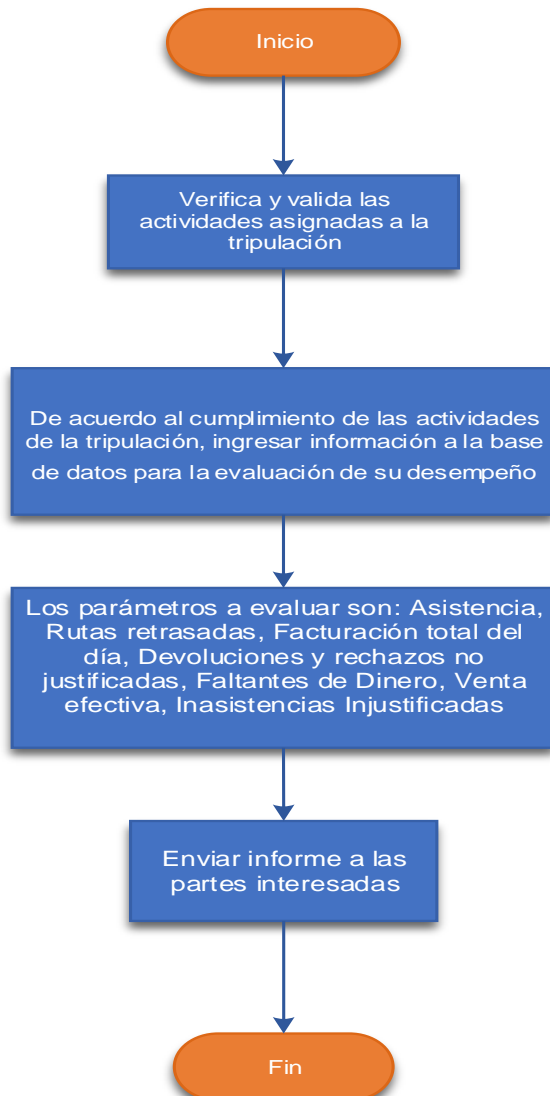 Inicio
Verifica y valida las
actividades asignadas a la
tripulación
De acuerdo al cumplimiento de las actividades
de la tripulación, ingresar información a la base
de datos para la evaluación de su desempeño
Los parámetros a evaluar son: Asistencia,
Rutas retrasadas, Facturación total del
día, Devoluciones y rechazos no
justificadas, Faltantes de Dinero, Venta
efectiva, Inasistencias Injustificadas
Enviar informe a las
partes interesadas
Fin